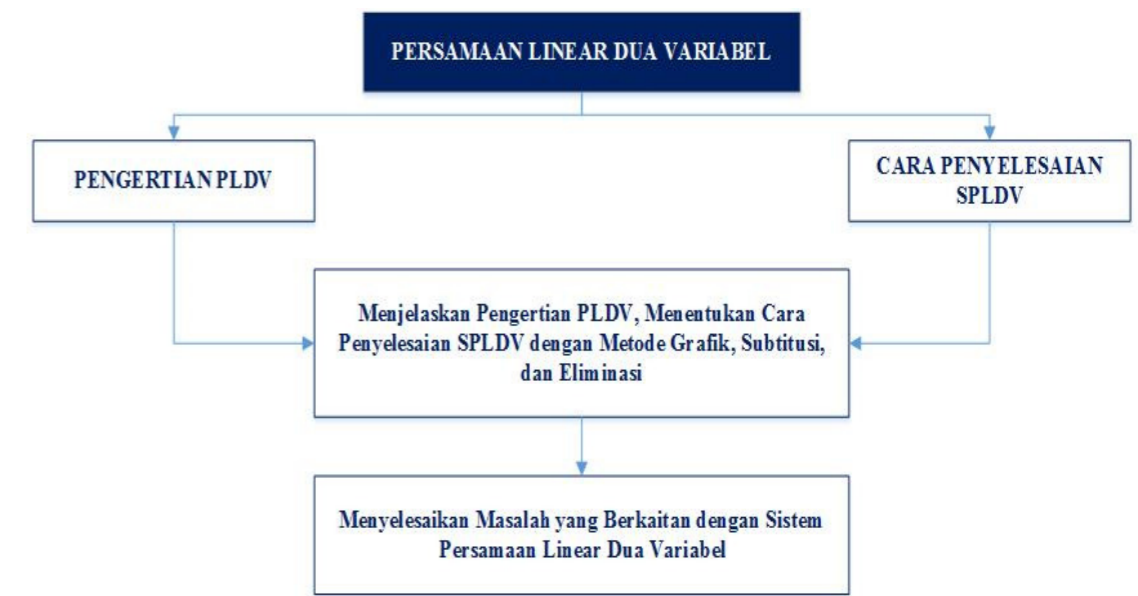 PERSAMAAN LINEAR DUA VARIABEL
PENGERTIAN PLDV
CARA PENYELESAIAN
SPLDV
Menjelaskan Pengertian PLDV, Menentukan Cara
Penyelesaian SPLDV dengan Metode Grafik, Subtitusi,
dan Eliminasi
Menyelesaikan Masalah yang Berkaitan dengan Sistem
Persamaan Linear Dua Variabel